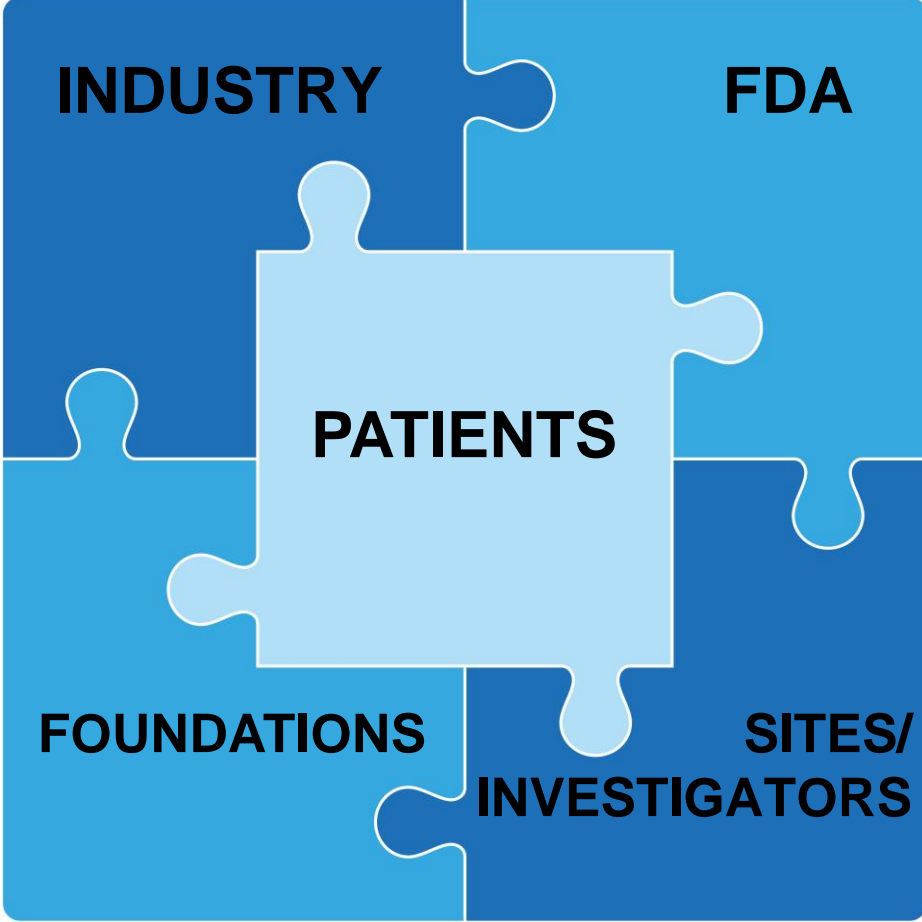 INDUSTRY
FDA
PATIENTS
FOUNDATIONS
SITES/
INVESTIGATORS